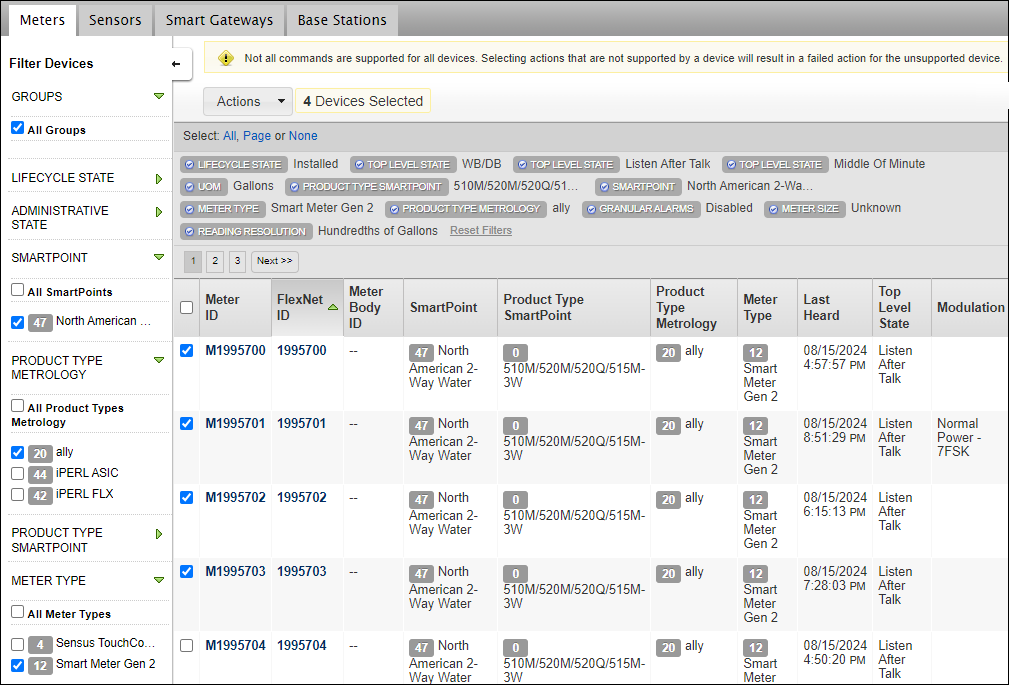 Meters Sensors Smart Gateways Base Stations
Filter Devices
GROUPS
All Groups
LIFECYCLE STATE
ADMINISTRATIVE
STATE
SMARTPOINT
All SmartPoints
47 North American ...
PRODUCT TYPE
METROLOGY
All Product Types
Metrology
20 ally
44 iPERL ASIC
42 iPERL FLX
PRODUCT TYPE
SMARTPOINT
METER TYPE
All Meter Types
4 Sensus TouchCo...
12 Smart Meter Gen 2
Not all commands are supported for all devices. Selecting actions that are not supported by a device will result in a failed action for the unsupported device.
Actions 4 Devices Selected
Select: All, Page or None
LIFECYCLE STATE Installed TOP LEVEL STATE WB/DB TOP LEVEL STATE Listen After Talk TOP LEVEL STATE Middle Of Minute
UOM Gallons PRODUCT TYPE SMARTPOINT 510M/520M/520Q/51... SMARTPOINT North American 2-Wa...
METER TYPE Smart Meter Gen 2 PRODUCT TYPE METROLOGY ally GRANULAR ALARMS Disabled METER SIZE Unknown
READING RESOLUTION Hundredths of Gallons Reset Filters
1 2 3 Next >>
Meter
ID
FlexNet
ID
Meter
Body
ID
SmartPoint
Product Type
SmartPoint
Product
Type
Metrology
Meter
Type
Last
Heard
Top
Level
State
Modulation
M1995700 1995700 --
47 North
American 2-
Way Water
0
510M/520M/520Q/515M-
3W
20 ally
12
Smart
Meter
Gen 2
08/15/2024
4:57:57 PM
Listen
After
Talk
M1995701 1995701 --
47 North
American 2-
Way Water
0
510M/520M/520Q/515M-
3W
20 ally
12
Smart
Meter
Gen 2
08/15/2024
8:51:29 PM
Listen
After
Talk
Normal
Power -
7FSK
M1995702 1995702 --
47 North
American 2-
Way Water
0
510M/520M/520Q/515M-
3W
20 ally
12
Smart
Meter
Gen 2
08/15/2024
6:15:13 PM
Listen
After
Talk
M1995703 1995703 --
47 North
American 2-
Way Water
0
510M/520M/520Q/515M-
3W
20 ally
12
Smart
Meter
Gen 2
08/15/2024
7:28:03 PM
Listen
After
Talk
M1995704 1995704 --
47 North
American 2-
Way Water
0
510M/520M/520Q/515M-
3W
20 ally
12
Smart
Meter
08/15/2024
4:50:20 PM
Listen
After
Talk